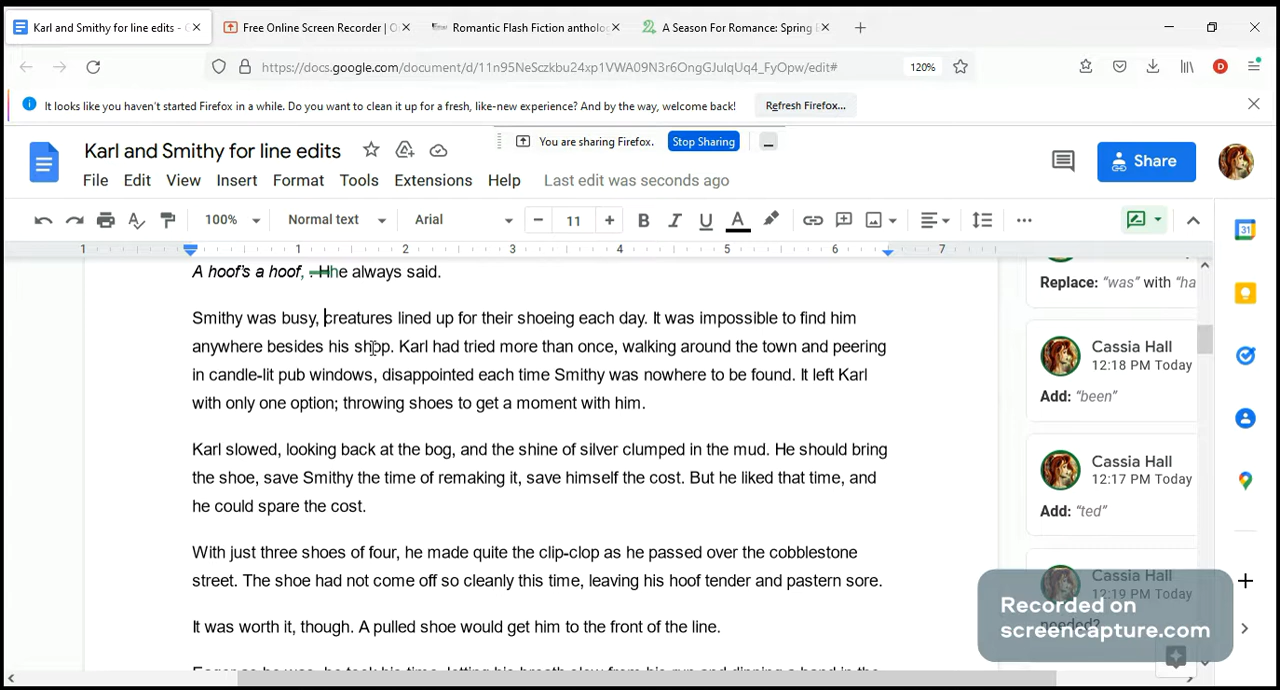 Karl and Smithy for line edits -
Free Online Screen Recorder |
Romantic Flash Fiction antholo
A Season For Romance: Spring
https://docs.google.com/document/d/11n95NeSczkbu24xp1VWA09N3r6OngGJulqUq4_FyOpw/edit#
120%
D
It looks like you haven't started Firefox in a while. Do you want to clean it up for a fresh, like-new experience? And by the way, welcome back!
Refresh Firefox...
Karl and Smithy for line edits
You are sharing Firefox.
Stop Sharing
Share
File Edit View Insert Format Tools Extensions Help
Last edit was seconds ago
100% Normal text Arial 11 B I U A
31
1 1 2 3 4 5 6 7
A hoof's a hoof, . Hhe always said.
Smithy was busy, creatures lined up for their shoeing each day. It was impossible to find him
anywhere besides his shop. Karl had tried more than once, walking around the town and peering
in candle-lit pub windows, disappointed each time Smithy was nowhere to be found. It left Karl
with only one option; throwing shoes to get a moment with him.
Karl slowed, looking back at the bog, and the shine of silver clumped in the mud. He should bring
the shoe, save Smithy the time of remaking it, save himself the cost. But he liked that time, and
he could spare the cost.
With just three shoes of four, he made quite the clip-clop as he passed over the cobblestone
street. The shoe had not come off so cleanly this time, leaving his hoof tender and pastern sore.
It was worth it, though. A pulled shoe would get him to the front of the line.
Replace: "was" with "ha
Cassia Hall
12:18 PM Today
Add: "been"
Cassia Hall
12:17 PM Today
Add: "ted"
Cassia Hall
12:19 PM Today
needed?
Recorded on
screencapture.com